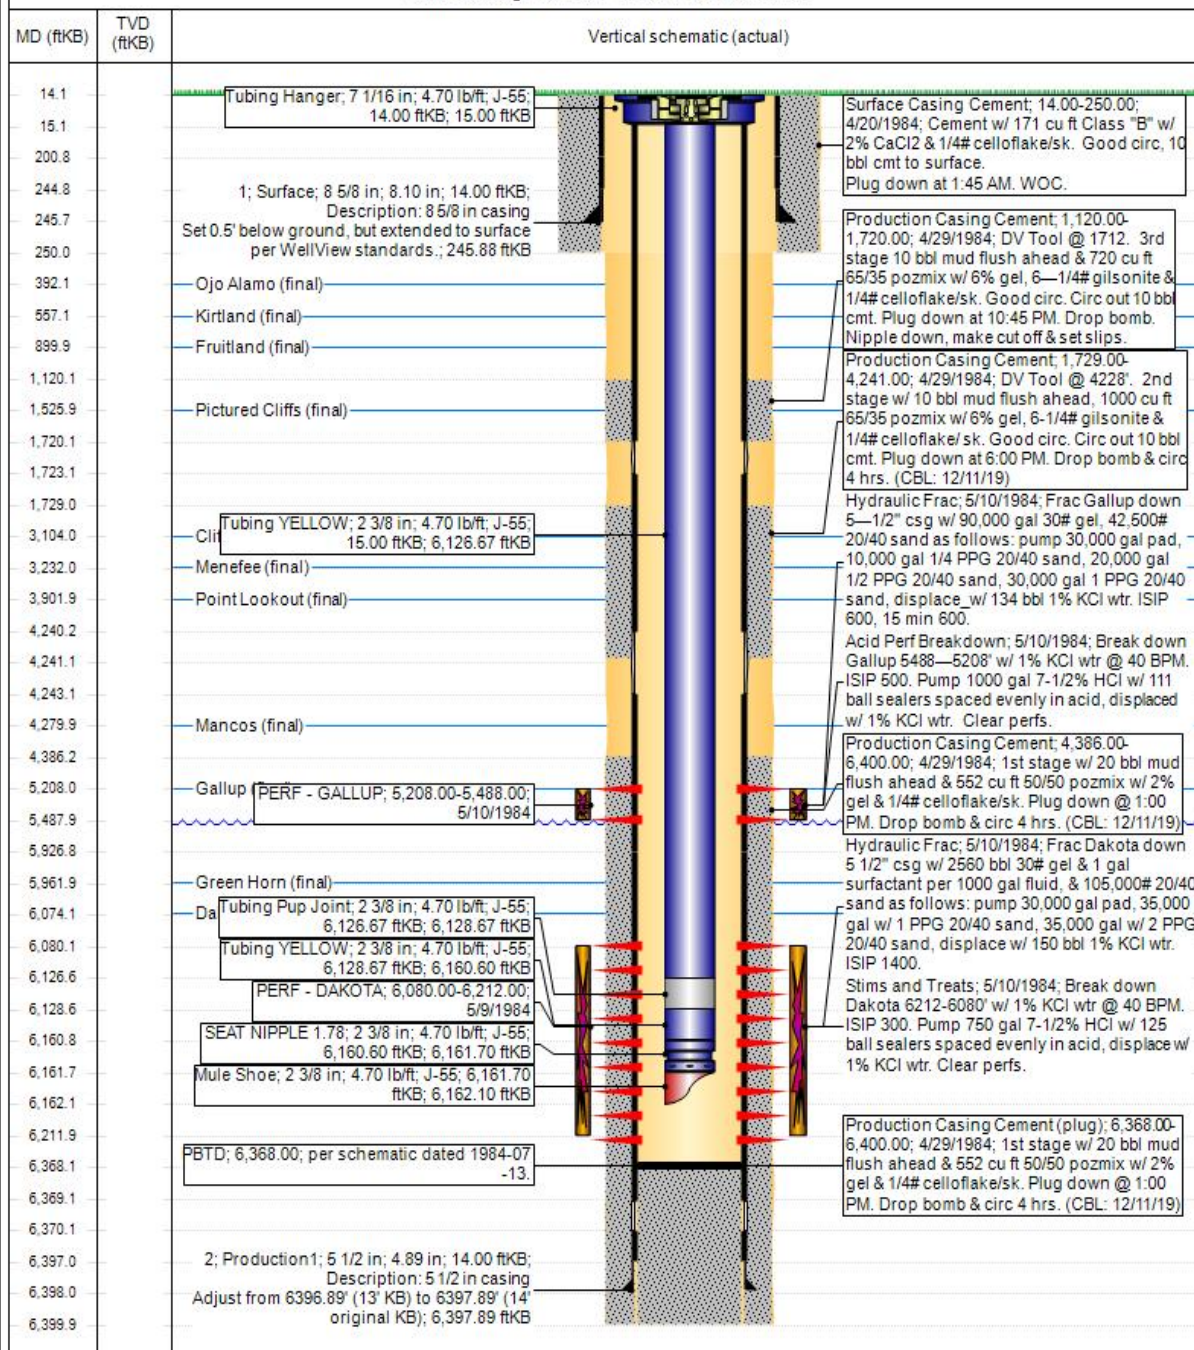 MD (ftKB)
TVD
(ftKB)
Vertical schematic (actual)
14.1
15.1
200.8
244.8
245.7
250.0
392.1
557.1
899.9
1,120.1
1,525.9
1,720.1
1,723.1
1,729.0
3,104.0
3,232.0
3,901.9
4,240.2
4,241.1
4,243.1
4,279.9
4,386.2
5,208.0
5,487.9
5,926.8
5,961.9
6,074.1
6,080.1
6,126.6
6,128.6
6,160.8
6,161.7
6,162.1
6,211.9
6,368.1
6,369.1
6,370.1
6,397.0
6,398.0
6,399.9
Tubing Hanger; 7 1/16 in; 4.70 lb/ft; J-55;
14.00 ftKB; 15.00 ftKB
1; Surface; 8 5/8 in; 8.10 in; 14.00 ftKB;
Description: 8 5/8 in casing
Set 0.5' below ground, but extended to surface
per WellView standards.; 245.88 ftKB
Ojo Alamo (final)
Kirtland (final)
Fruitland (final)
Pictured Cliffs (final)
Tubing YELLOW; 2 3/8 in; 4.70 lb/ft; J-55;
15.00 ftKB; 6,126.67 ftKB
Menefee (final)
Point Lookout (final)
Mancos (final)
Gallup
PERF - GALLUP; 5,208.00-5,488.00;
5/10/1984
Green Horn (final)
Da
Tubing Pup Joint; 2 3/8 in; 4.70 lb/ft; J-55;
6,126.67 ftKB; 6,128.67 ftKB
Tubing YELLOW; 2 3/8 in; 4.70 lb/ft; J-55;
6,128.67 ftKB; 6,160.60 ftKB
PERF - DAKOTA; 6,080.00-6,212.00;
5/9/1984
SEAT NIPPLE 1.78; 2 3/8 in; 4.70 lb/ft; J-55;
6,160.60 ftKB; 6,161.70 ftKB
Mule Shoe; 2 3/8 in; 4.70 lb/ft; J-55; 6,161.70
ftKB; 6,162.10 ftKB
PBTD; 6,368.00; per schematic dated 1984-07
-13.
2; Production1; 5 1/2 in; 4.89 in; 14.00 ftKB;
Description: 5 1/2 in casing
Adjust from 6396.89' (13' KB) to 6397.89' (14'
original KB); 6,397.89 ftKB
Surface Casing Cement; 14.00-250.00;
4/20/1984; Cement w/ 171 cu ft Class "B" w/
2% CaCl2 & 1/4# celloflake/sk.  Good circ, 10
bbl cmt to surface.
Plug down at 1:45 AM. WOC.
Production Casing Cement; 1,120.00-
1,720.00; 4/29/1984; DV Tool @ 1712.  3rd
stage 10 bbl mud flush ahead & 720 cu ft
65/35 pozmix w/ 6% gel, 6—1/4# gilsonite &
1/4# celloflake/sk. Good circ. Circ out 10 bbl
cmt. Plug down at 10:45 PM. Drop bomb.
Nipple down, make cut off & set slips.
Production Casing Cement; 1,729.00-
4,241.00; 4/29/1984; DV Tool @ 4228'.  2nd
stage w/ 10 bbl mud flush ahead, 1000 cu ft
65/35 pozmix w/ 6% gel, 6-1/4# gilsonite &
1/4# celloflake/ sk. Good circ. Circ out 10 bbl
cmt. Plug down at 6:00 PM. Drop bomb & circ
4 hrs. (CBL: 12/11/19)
Hydraulic Frac; 5/10/1984; Frac Gallup down
5—1/2" csg w/ 90,000 gal 30# gel, 42,500#
20/40 sand as follows: pump 30,000 gal pad,
10,000 gal 1/4 PPG 20/40 sand, 20,000 gal
1/2 PPG 20/40 sand, 30,000 gal 1 PPG 20/40
sand, displace_w/ 134 bbl 1% KCl wtr. ISIP
600, 15 min 600.
Acid Perf Breakdown; 5/10/1984; Break down
Gallup 5488—5208' w/ 1% KCl wtr @ 40 BPM.
ISIP 500. Pump 1000 gal 7-1/2% HCl w/ 111
ball sealers spaced evenly in acid, displaced
w/ 1% KCl wtr.  Clear perfs.
Production Casing Cement; 4,386.00-
6,400.00; 4/29/1984; 1st stage w/ 20 bbl mud
flush ahead & 552 cu ft 50/50 pozmix w/ 2%
gel & 1/4# celloflake/sk. Plug down @ 1:00
PM. Drop bomb & circ 4 hrs. (CBL: 12/11/19)
Hydraulic Frac; 5/10/1984; Frac Dakota down
5 1/2" csg w/ 2560 bbl 30# gel & 1 gal
surfactant per 1000 gal fluid, & 105,000# 20/40
sand as follows: pump 30,000 gal pad, 35,000
gal w/ 1 PPG 20/40 sand, 35,000 gal w/ 2 PPG
20/40 sand, displace w/ 150 bbl 1% KCl wtr.
ISIP 1400.
Stims and Treats; 5/10/1984; Break down
Dakota 6212-6080' w/ 1% KCl wtr @ 40 BPM.
ISIP 300. Pump 750 gal 7-1/2% HCl w/ 125
ball sealers spaced evenly in acid, displace w/
1% KCl wtr. Clear perfs.
Production Casing Cement (plug); 6,368.00-
6,400.00; 4/29/1984; 1st stage w/ 20 bbl mud
flush ahead & 552 cu ft 50/50 pozmix w/ 2%
gel & 1/4# celloflake/sk. Plug down @ 1:00
PM. Drop bomb & circ 4 hrs. (CBL: 12/11/19)